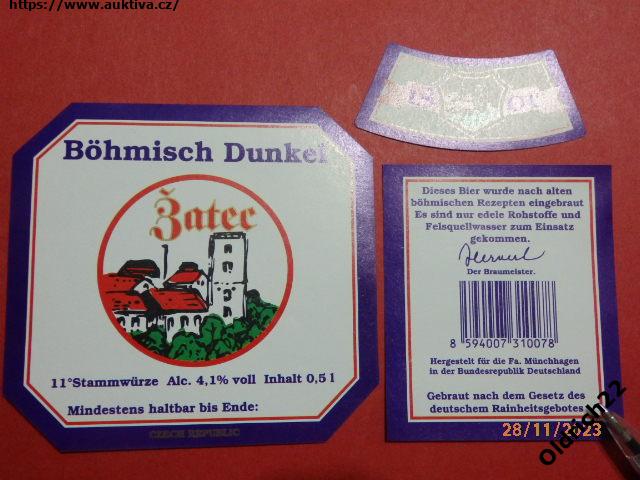 https://www.auktiva.cz/
Böhmisch Dunkel
Žatec
11°Stammwürze Alc. 4,1% voll Inhalt 0,5 l
Mindestens haltbar bis Ende:
CZECH REPUBLIC
Dieses Bier wurde nach alten
böhmischen Rezepten eingebraut
Es sind nur edele Rohstoffe und
Felsquellwasser zum Einsatz
gekommen.
Der Braumeister.
8 594007 310078
Hergestellt für die Fa. Münchhagen
in der Bundesrepublik Deutschland
Gebraut nach dem Gesetz des
deutschem Rainheitsgebotes
28/11/2023
Oldrich22